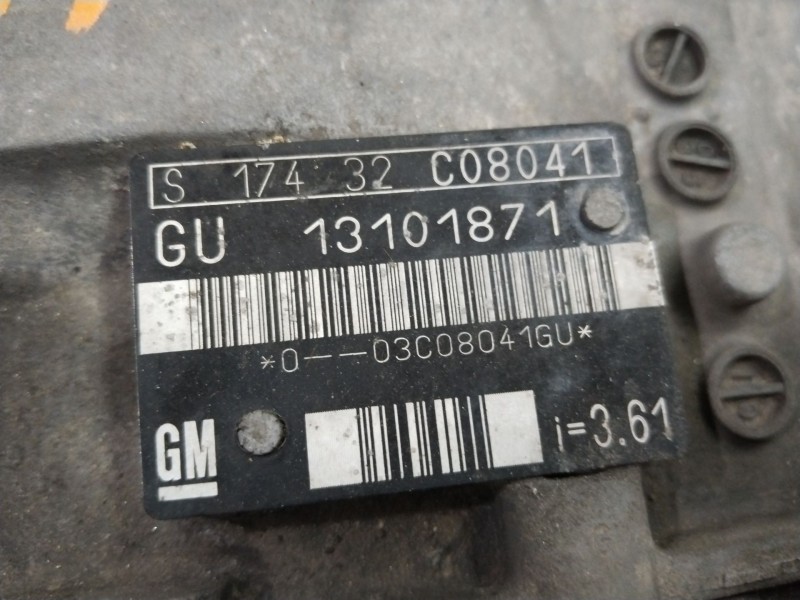 S 174 32 C08041
GU 13101871
*0---03C08041GU*
GM i=3.61